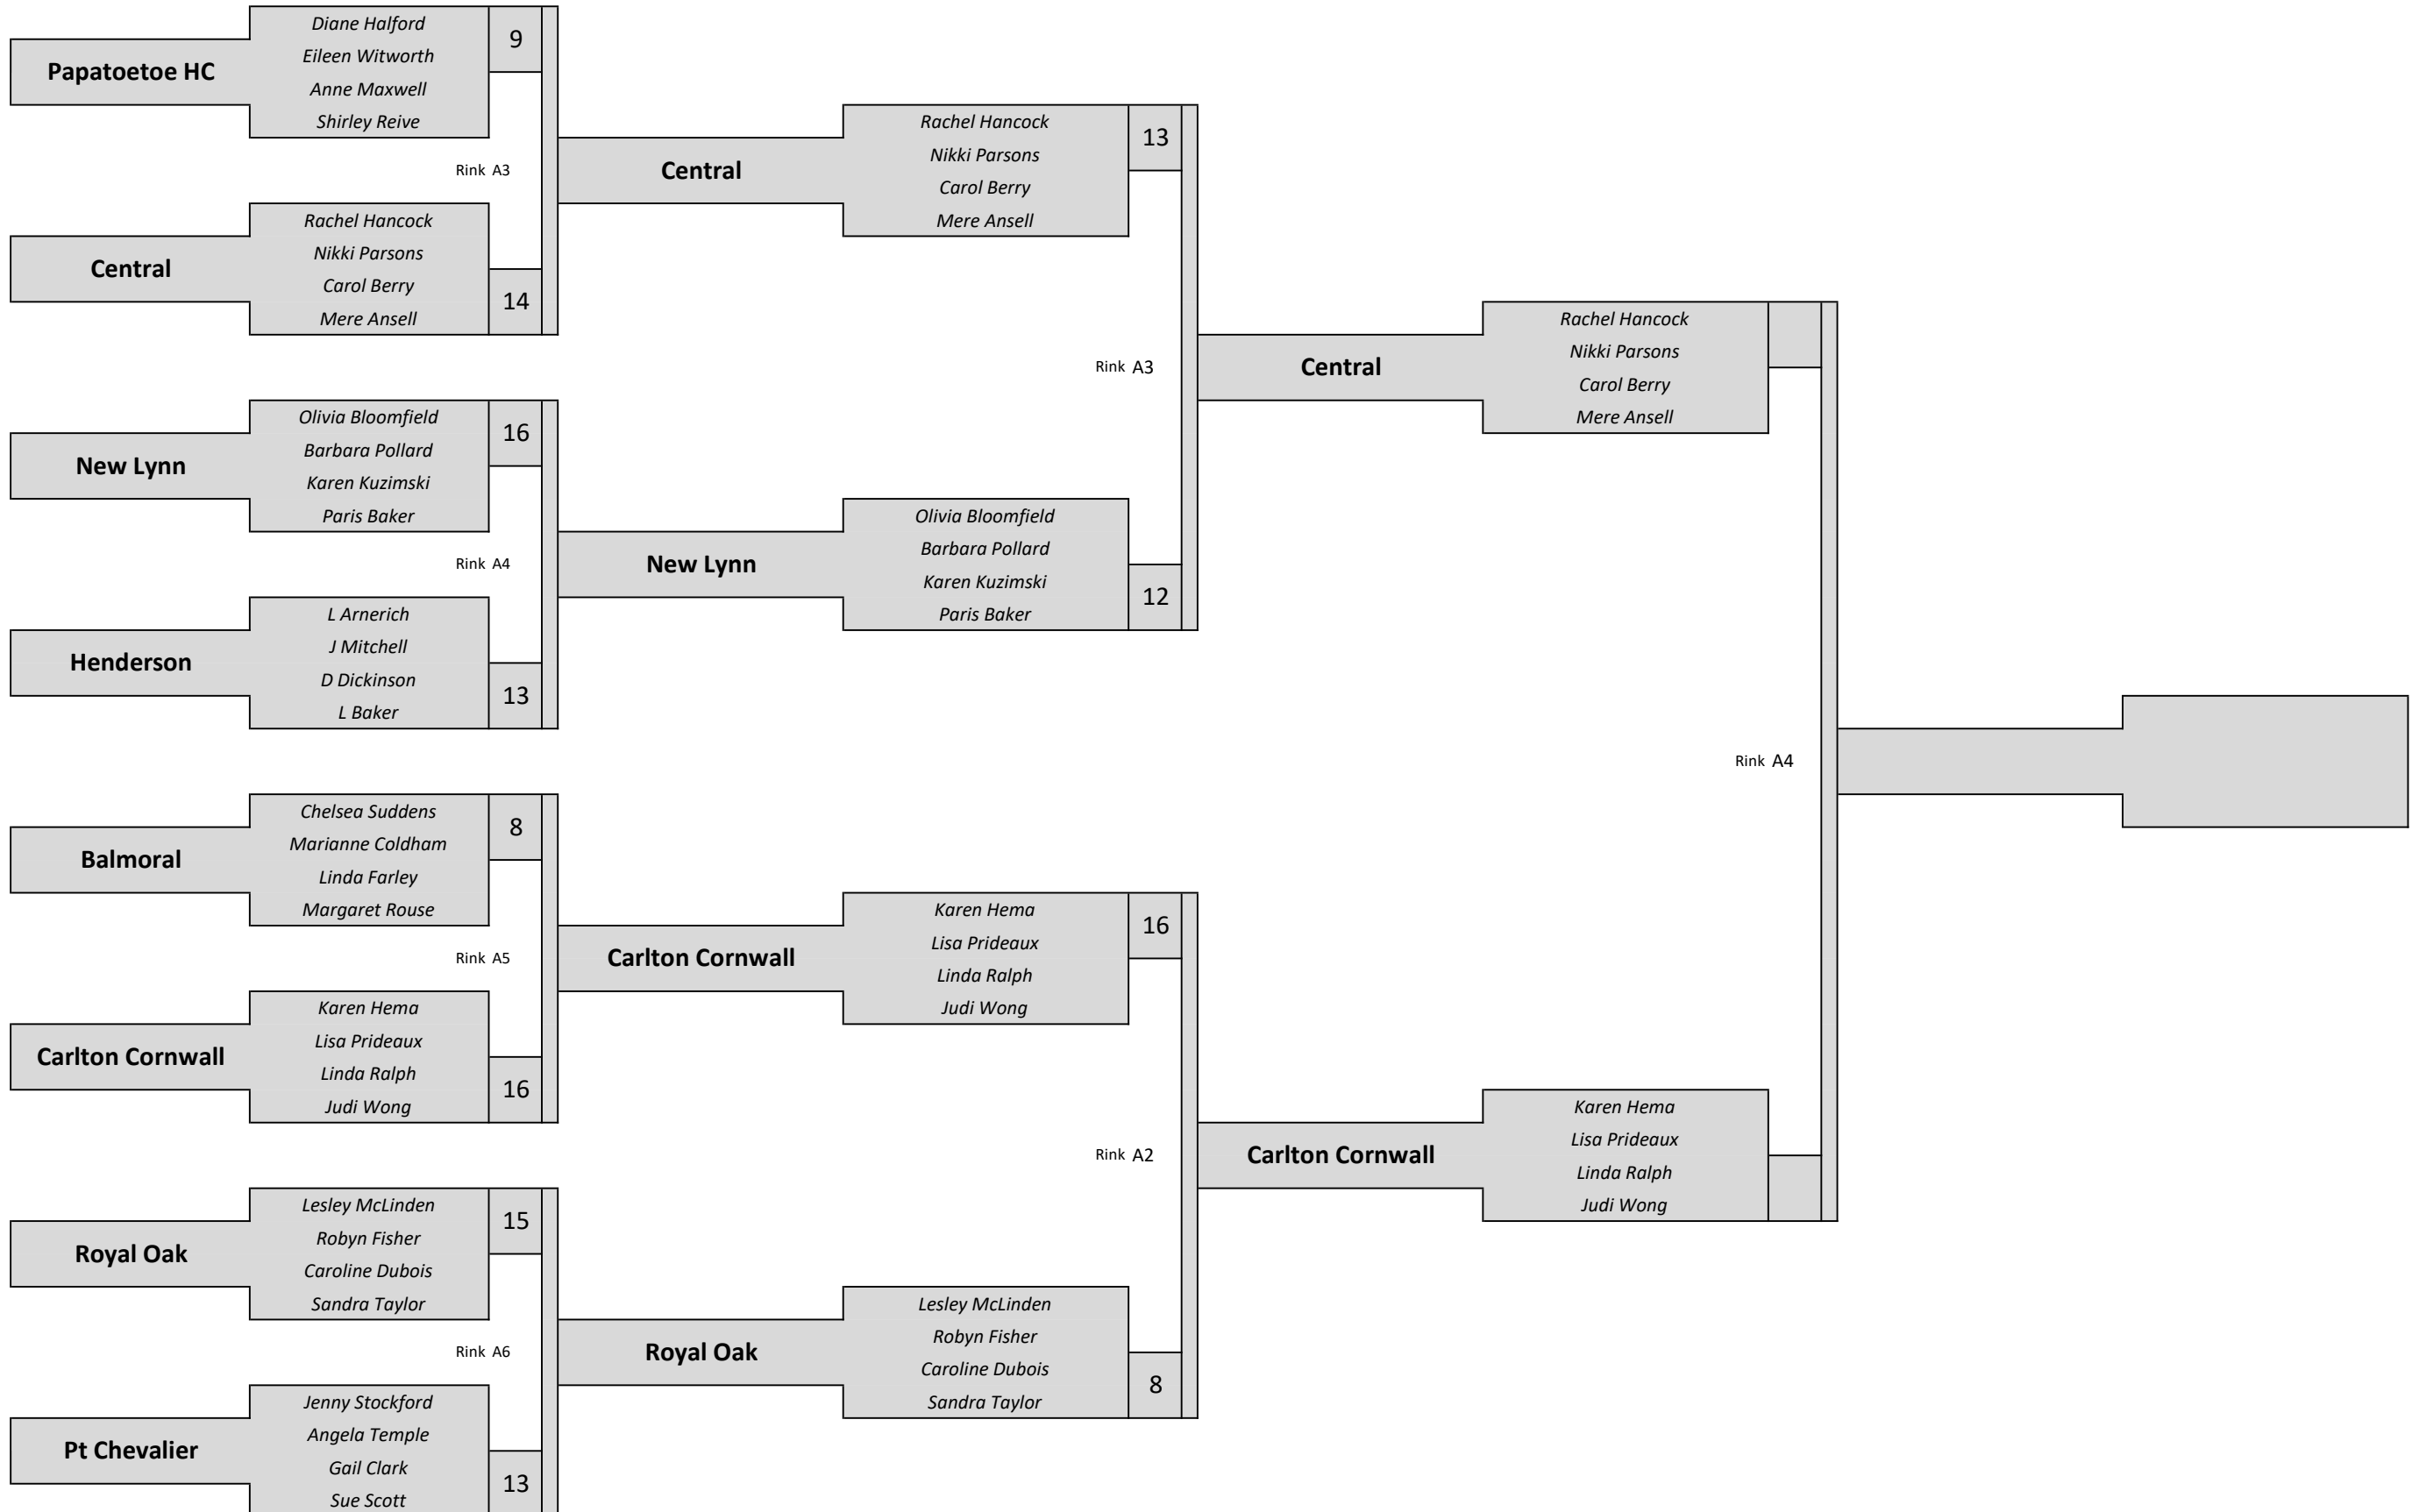 Papatoetoe HC
Diane Halford
Eileen Witworth
Anne Maxwell
Shirley Reive
9
Rink A3
Central
Rachel Hancock
Nikki Parsons
Carol Berry
Mere Ansell
14
New Lynn
Olivia Bloomfield
Barbara Pollard
Karen Kuzimski
Paris Baker
16
Rink A4
Henderson
L Arnerich
J Mitchell
D Dickinson
L Baker
13
Balmoral
Chelsea Suddens
Marianne Coldham
Linda Farley
Margaret Rouse
8
Rink A5
Carlton Cornwall
Karen Hema
Lisa Prideaux
Linda Ralph
Judi Wong
16
Royal Oak
Lesley McLinden
Robyn Fisher
Caroline Dubois
Sandra Taylor
15
Rink A6
Pt Chevalier
Jenny Stockford
Angela Temple
Gail Clark
Sue Scott
13
Central
Rachel Hancock
Nikki Parsons
Carol Berry
Mere Ansell
13
Rink A3
New Lynn
Olivia Bloomfield
Barbara Pollard
Karen Kuzimski
Paris Baker
12
Carlton Cornwall
Karen Hema
Lisa Prideaux
Linda Ralph
Judi Wong
16
Rink A2
Royal Oak
Lesley McLinden
Robyn Fisher
Caroline Dubois
Sandra Taylor
8
Central
Rachel Hancock
Nikki Parsons
Carol Berry
Mere Ansell
Rink A4
Carlton Cornwall
Karen Hema
Lisa Prideaux
Linda Ralph
Judi Wong